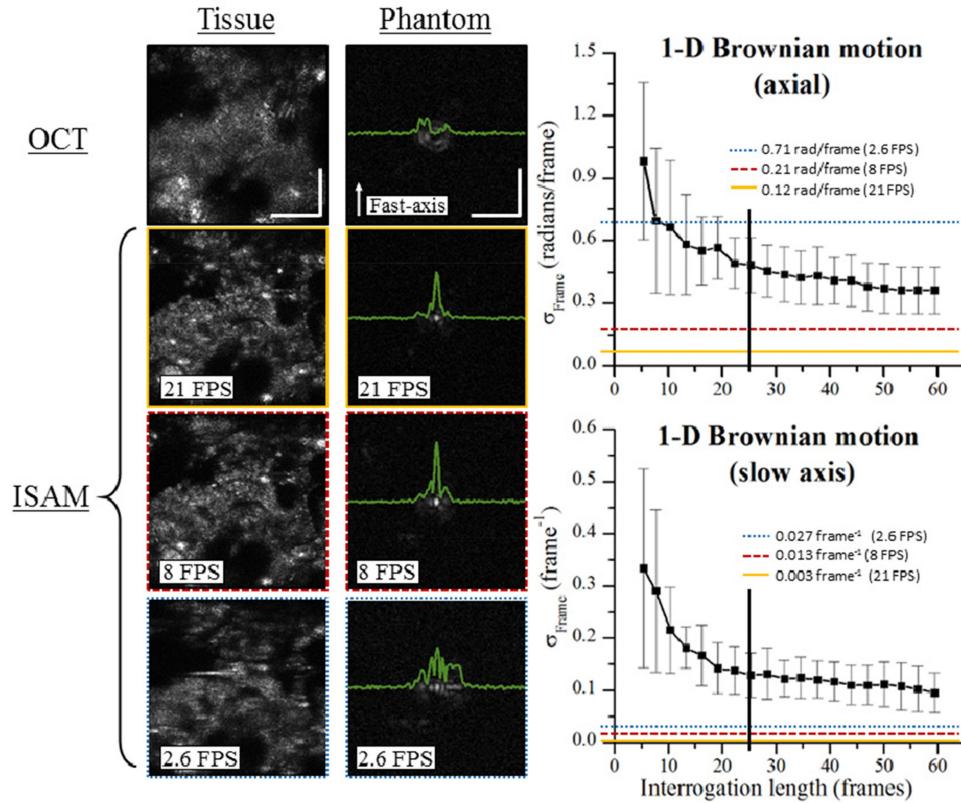 Tissue
Phantom
OCT
Fast-axis
21 FPS
21 FPS
ISAM
8 FPS
8 FPS
2.6 FPS
2.6 FPS
1-D Brownian motion
(axial)
σFrame (radians/frame)
1.5
1.2
0.9
0.6
0.3
0.0
0.71 rad/frame (2.6 FPS)
0.21 rad/frame (8 FPS)
0.12 rad/frame (21 FPS)
0 10 20 30 40 50 60
1-D Brownian motion
(slow axis)
σFrame (frame⁻¹)
0.6
0.5
0.4
0.3
0.2
0.1
0.0
0.027 frame⁻¹ (2.6 FPS)
0.013 frame⁻¹ (8 FPS)
0.003 frame⁻¹ (21 FPS)
0 10 20 30 40 50 60
Interrogation length (frames)